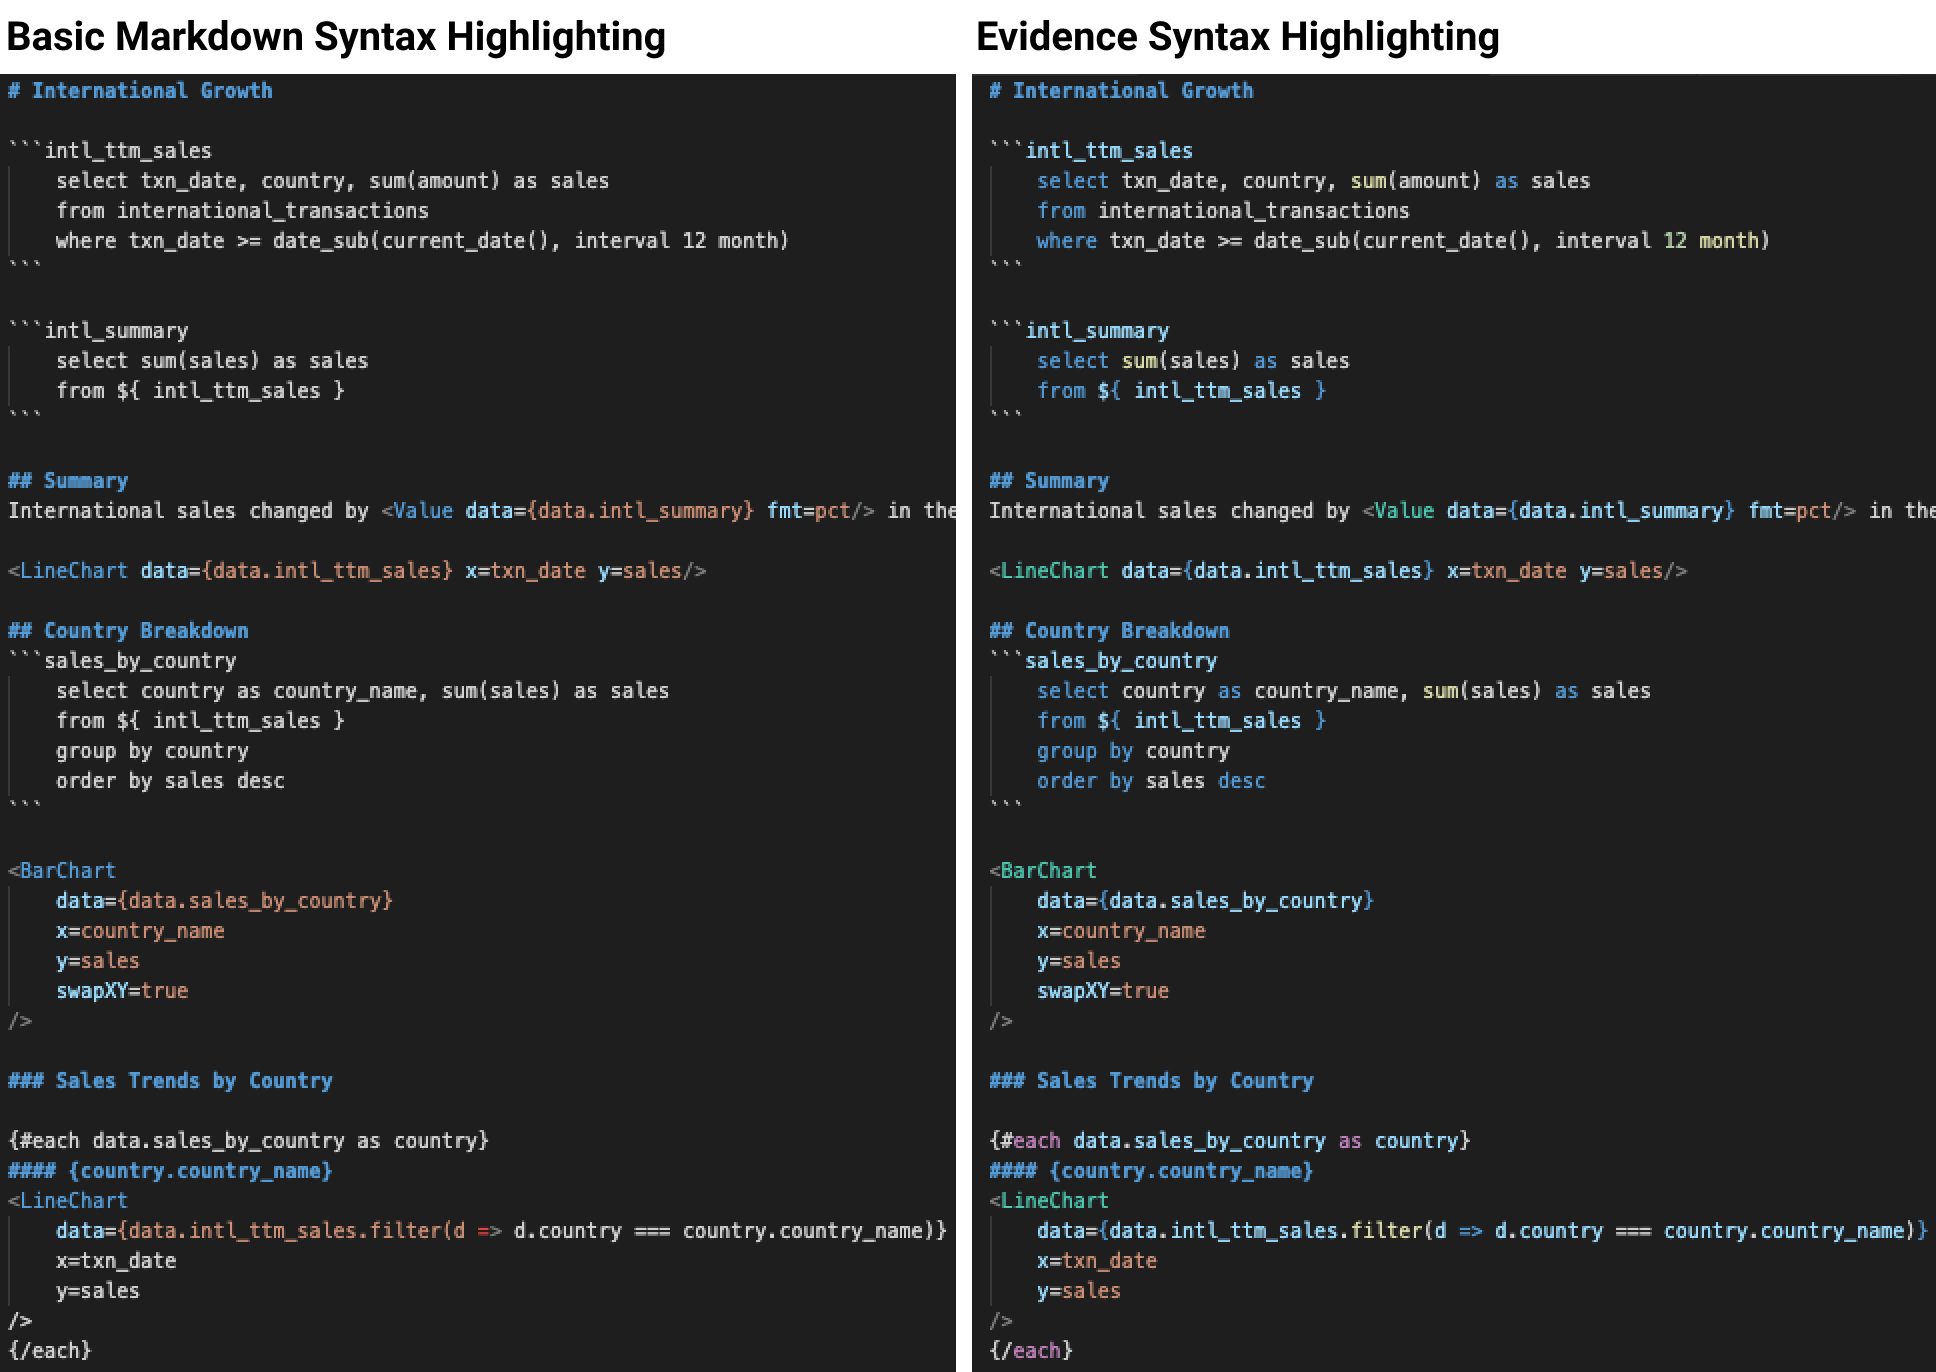 Basic Markdown Syntax Highlighting
# International Growth
```intl_ttm_sales
    select txn_date, country, sum(amount) as sales
    from international_transactions
    where txn_date >= date_sub(current_date(), interval 12 month)
```
```intl_summary
    select sum(sales) as sales
    from ${ intl_ttm_sales }
```
## Summary
International sales changed by <Value data={data.intl_summary} fmt=pct/> in the
<LineChart data={data.intl_ttm_sales} x=txn_date y=sales/>
## Country Breakdown
```sales_by_country
    select country as country_name, sum(sales) as sales
    from ${ intl_ttm_sales }
    group by country
    order by sales desc
```
<BarChart
    data={data.sales_by_country}
    x=country_name
    y=sales
    swapXY=true
/>
### Sales Trends by Country
{#each data.sales_by_country as country}
#### {country.country_name}
<LineChart
    data={data.intl_ttm_sales.filter(d => d.country === country.country_name)}
    x=txn_date
    y=sales
/>
{/each}
Evidence Syntax Highlighting
# International Growth
```intl_ttm_sales
    select txn_date, country, sum(amount) as sales
    from international_transactions
    where txn_date >= date_sub(current_date(), interval 12 month)
```
```intl_summary
    select sum(sales) as sales
    from ${ intl_ttm_sales }
```
## Summary
International sales changed by <Value data={data.intl_summary} fmt=pct/> in the
<LineChart data={data.intl_ttm_sales} x=txn_date y=sales/>
## Country Breakdown
```sales_by_country
    select country as country_name, sum(sales) as sales
    from ${ intl_ttm_sales }
    group by country
    order by sales desc
```
<BarChart
    data={data.sales_by_country}
    x=country_name
    y=sales
    swapXY=true
/>
### Sales Trends by Country
{#each data.sales_by_country as country}
#### {country.country_name}
<LineChart
    data={data.intl_ttm_sales.filter(d => d.country === country.country_name)}
    x=txn_date
    y=sales
/>
{/each}